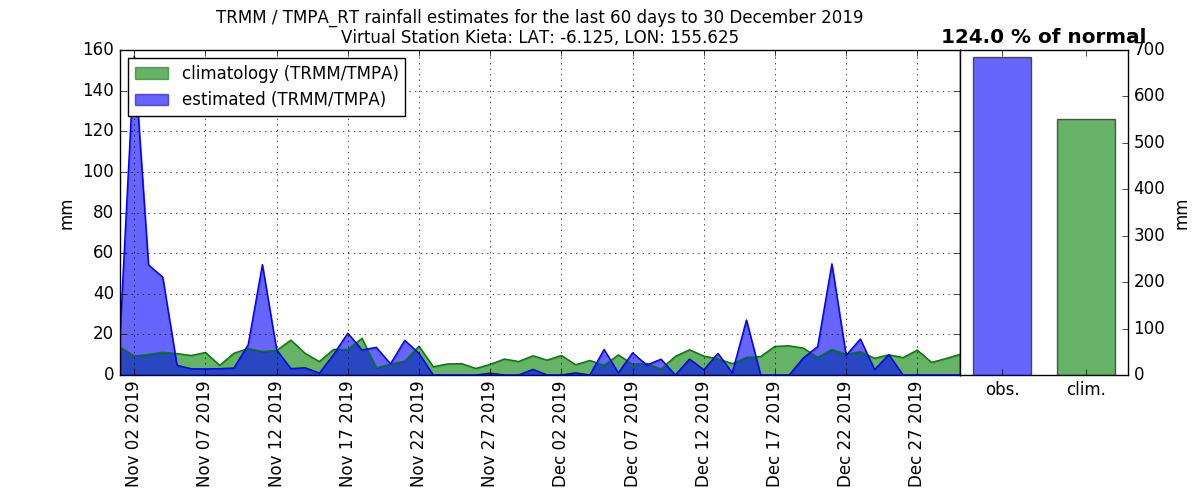 TRMM / TMPA_RT rainfall estimates for the last 60 days to 30 December 2019
Virtual Station Kieta: LAT: -6.125, LON: 155.625
124.0 % of normal
climatology (TRMM/TMPA)
estimated (TRMM/TMPA)
160
140
120
100
80
60
40
20
0
mm
Nov 02 2019
Nov 07 2019
Nov 12 2019
Nov 17 2019
Nov 22 2019
Nov 27 2019
Dec 02 2019
Dec 07 2019
Dec 12 2019
Dec 17 2019
Dec 22 2019
Dec 27 2019
700
600
500
400
300
200
100
0
mm
obs.
clim.